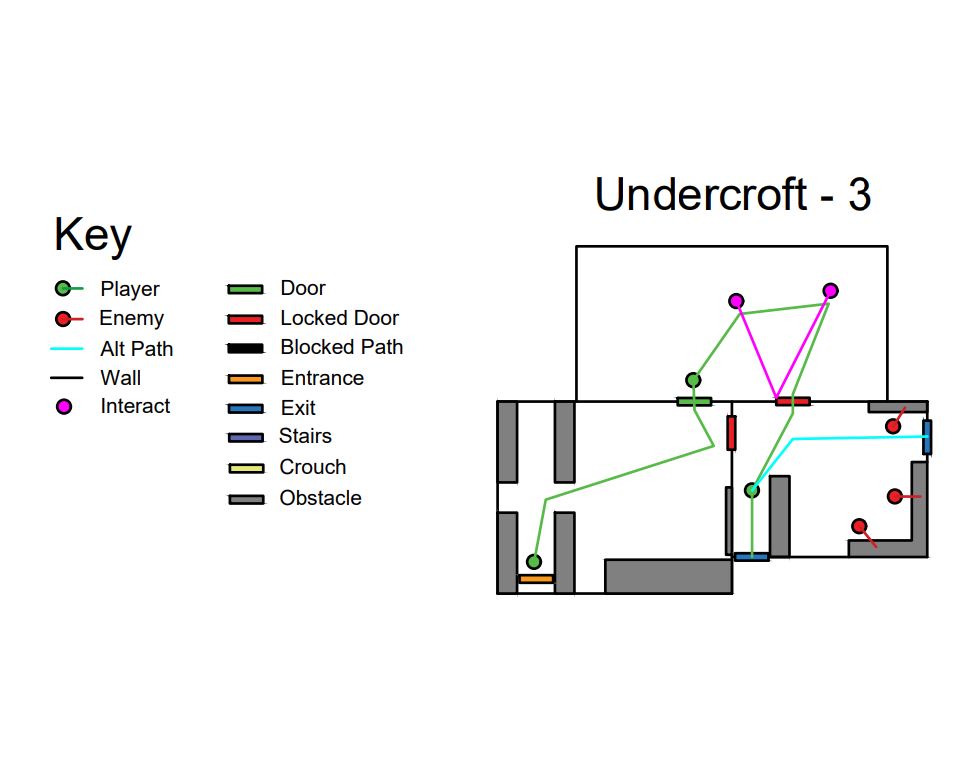 Undercroft - 3
Key
Player
Enemy
Alt Path
Wall
Interact
Door
Locked Door
Blocked Path
Entrance
Exit
Stairs
Crouch
Obstacle